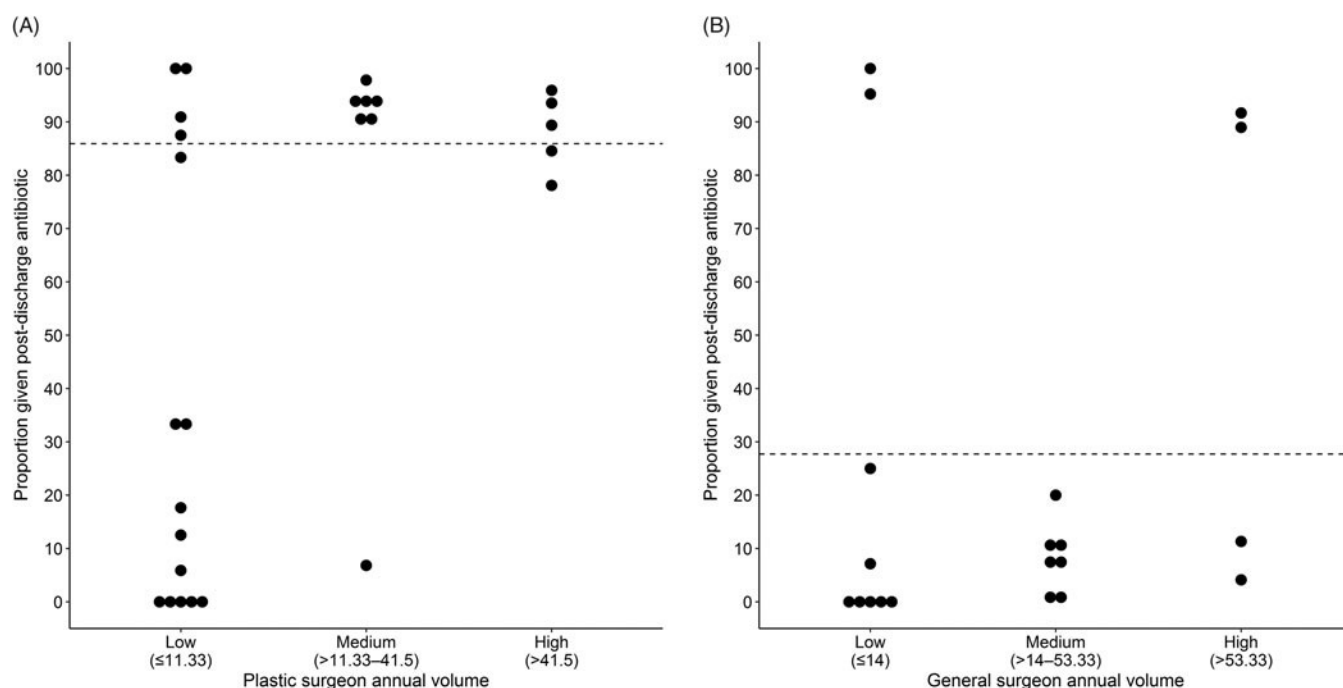 (A)
Proportion given post-discharge antibiotic
100
90
80
70
60
50
40
30
20
10
0
Low
(≤11.33)
Medium
(>11.33–41.5)
High
(>41.5)
Plastic surgeon annual volume
(B)
Proportion given post-discharge antibiotic
100
90
80
70
60
50
40
30
20
10
0
Low
(≤14)
Medium
(>14–53.33)
High
(>53.33)
General surgeon annual volume